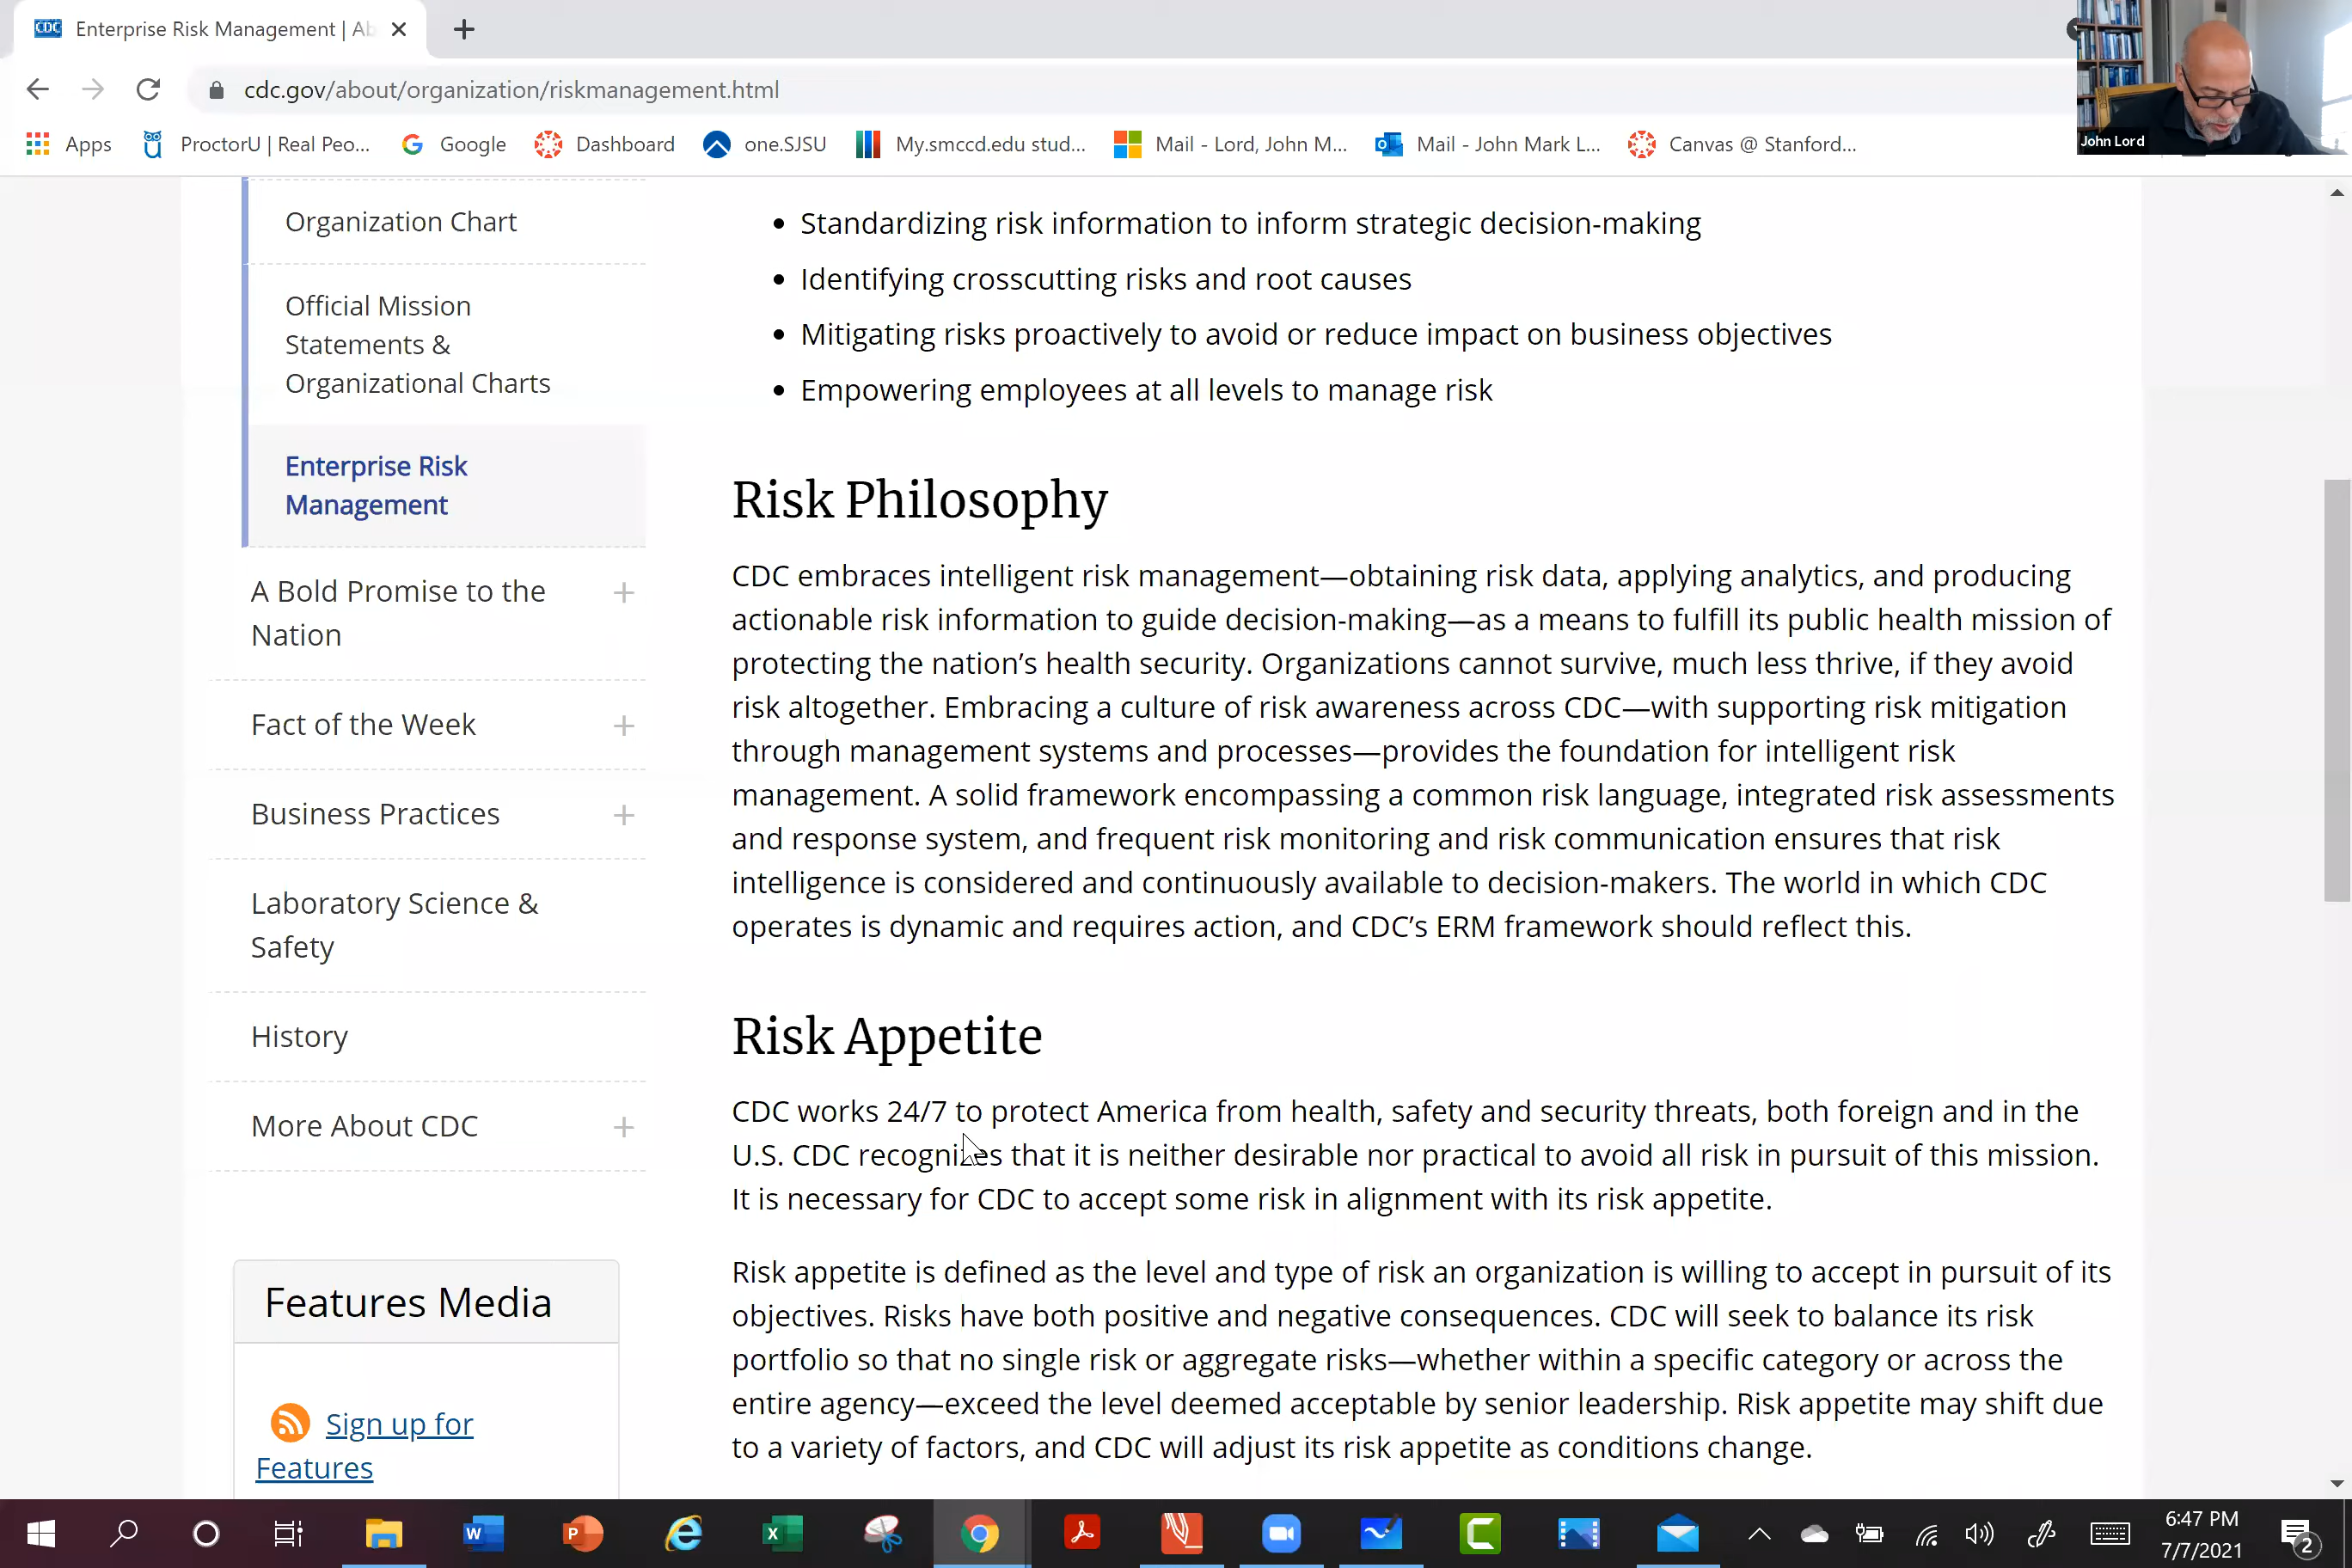 CDC
Enterprise Risk Management | Ab
cdc.gov/about/organization/riskmanagement.html
Apps
ProctorU | Real Peo...
Google
Dashboard
one.SJSU
My.smccd.edu stud...
Mail - Lord, John M...
Mail - John Mark L...
Canvas @ Stanford...
John Lord
Organization Chart
Official Mission
Statements &
Organizational Charts
Enterprise Risk
Management
A Bold Promise to the
Nation
Fact of the Week
Business Practices
Laboratory Science &
Safety
History
More About CDC
Features Media
Sign up for
Features
• Standardizing risk information to inform strategic decision-making
• Identifying crosscutting risks and root causes
• Mitigating risks proactively to avoid or reduce impact on business objectives
• Empowering employees at all levels to manage risk
Risk Philosophy
CDC embraces intelligent risk management—obtaining risk data, applying analytics, and producing
actionable risk information to guide decision-making—as a means to fulfill its public health mission of
protecting the nation’s health security. Organizations cannot survive, much less thrive, if they avoid
risk altogether. Embracing a culture of risk awareness across CDC—with supporting risk mitigation
through management systems and processes—provides the foundation for intelligent risk
management. A solid framework encompassing a common risk language, integrated risk assessments
and response system, and frequent risk monitoring and risk communication ensures that risk
intelligence is considered and continuously available to decision-makers. The world in which CDC
operates is dynamic and requires action, and CDC’s ERM framework should reflect this.
Risk Appetite
CDC works 24/7 to protect America from health, safety and security threats, both foreign and in the
U.S. CDC recognizes that it is neither desirable nor practical to avoid all risk in pursuit of this mission.
It is necessary for CDC to accept some risk in alignment with its risk appetite.
Risk appetite is defined as the level and type of risk an organization is willing to accept in pursuit of its
objectives. Risks have both positive and negative consequences. CDC will seek to balance its risk
portfolio so that no single risk or aggregate risks—whether within a specific category or across the
entire agency—exceed the level deemed acceptable by senior leadership. Risk appetite may shift due
to a variety of factors, and CDC will adjust its risk appetite as conditions change.
6:47 PM
7/7/2021
2